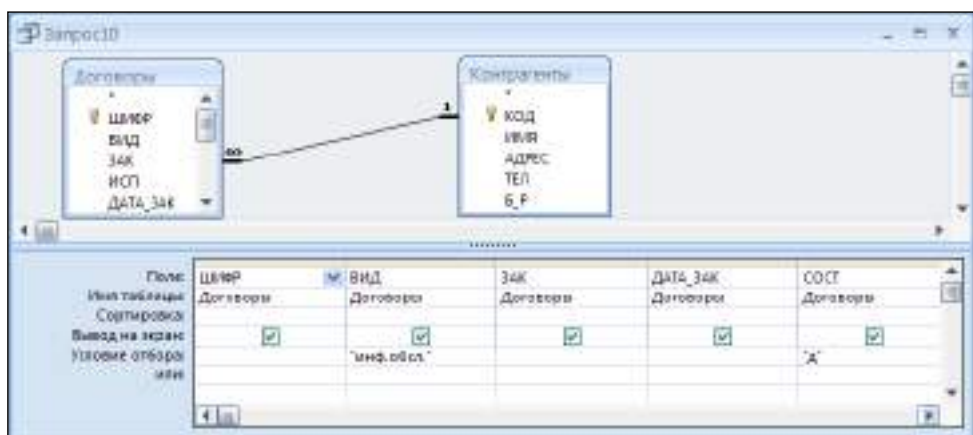 Запрос10
Договоры
*
ШИФР
ВИД
ЗАК
ИСП
ДАТА_ЗАК
∞
1
Контрагенты
*
КОД
ИМЯ
АДРЕС
ТЕЛ
Б_Р
Поле: ШИФР ВИД ЗАК ДАТА_ЗАК СОСТ
Имя таблицы: Договоры Договоры Договоры Договоры Договоры
Сортировка:
Вывод на экран:
Условие отбора: "инф.обсл." "А"
или: